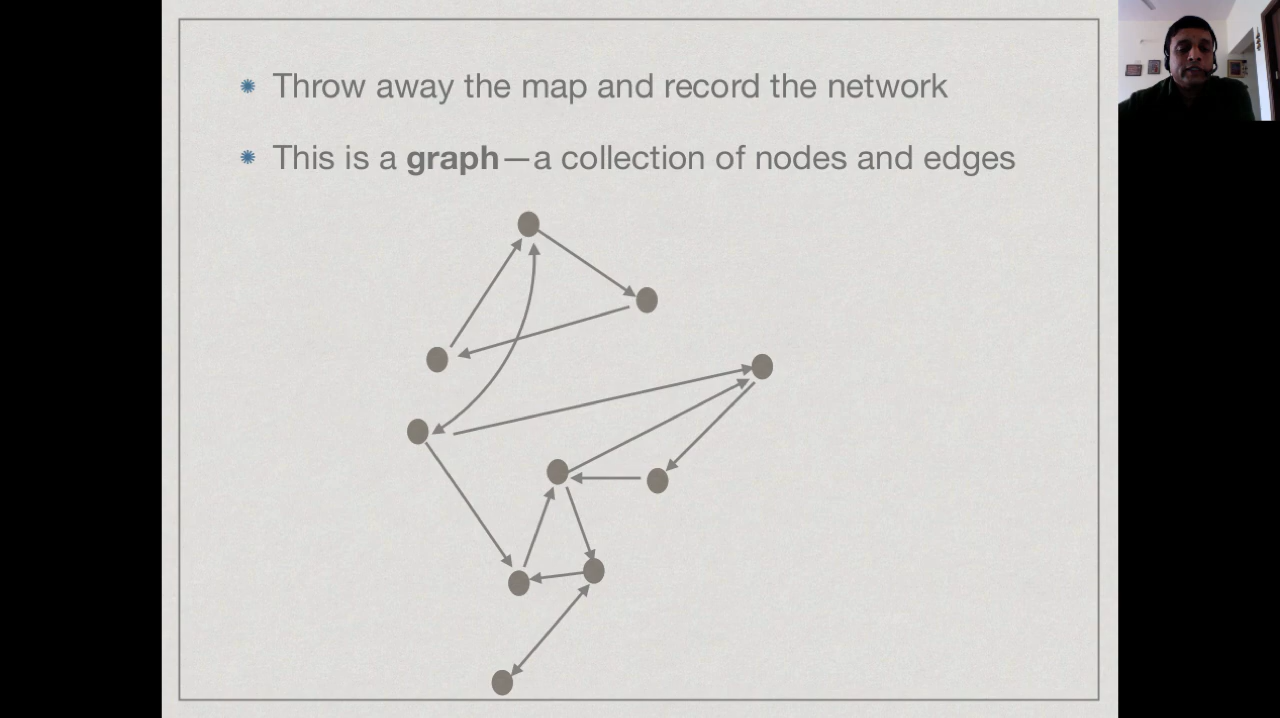 Throw away the map and record the network
This is a graph—a collection of nodes and edges